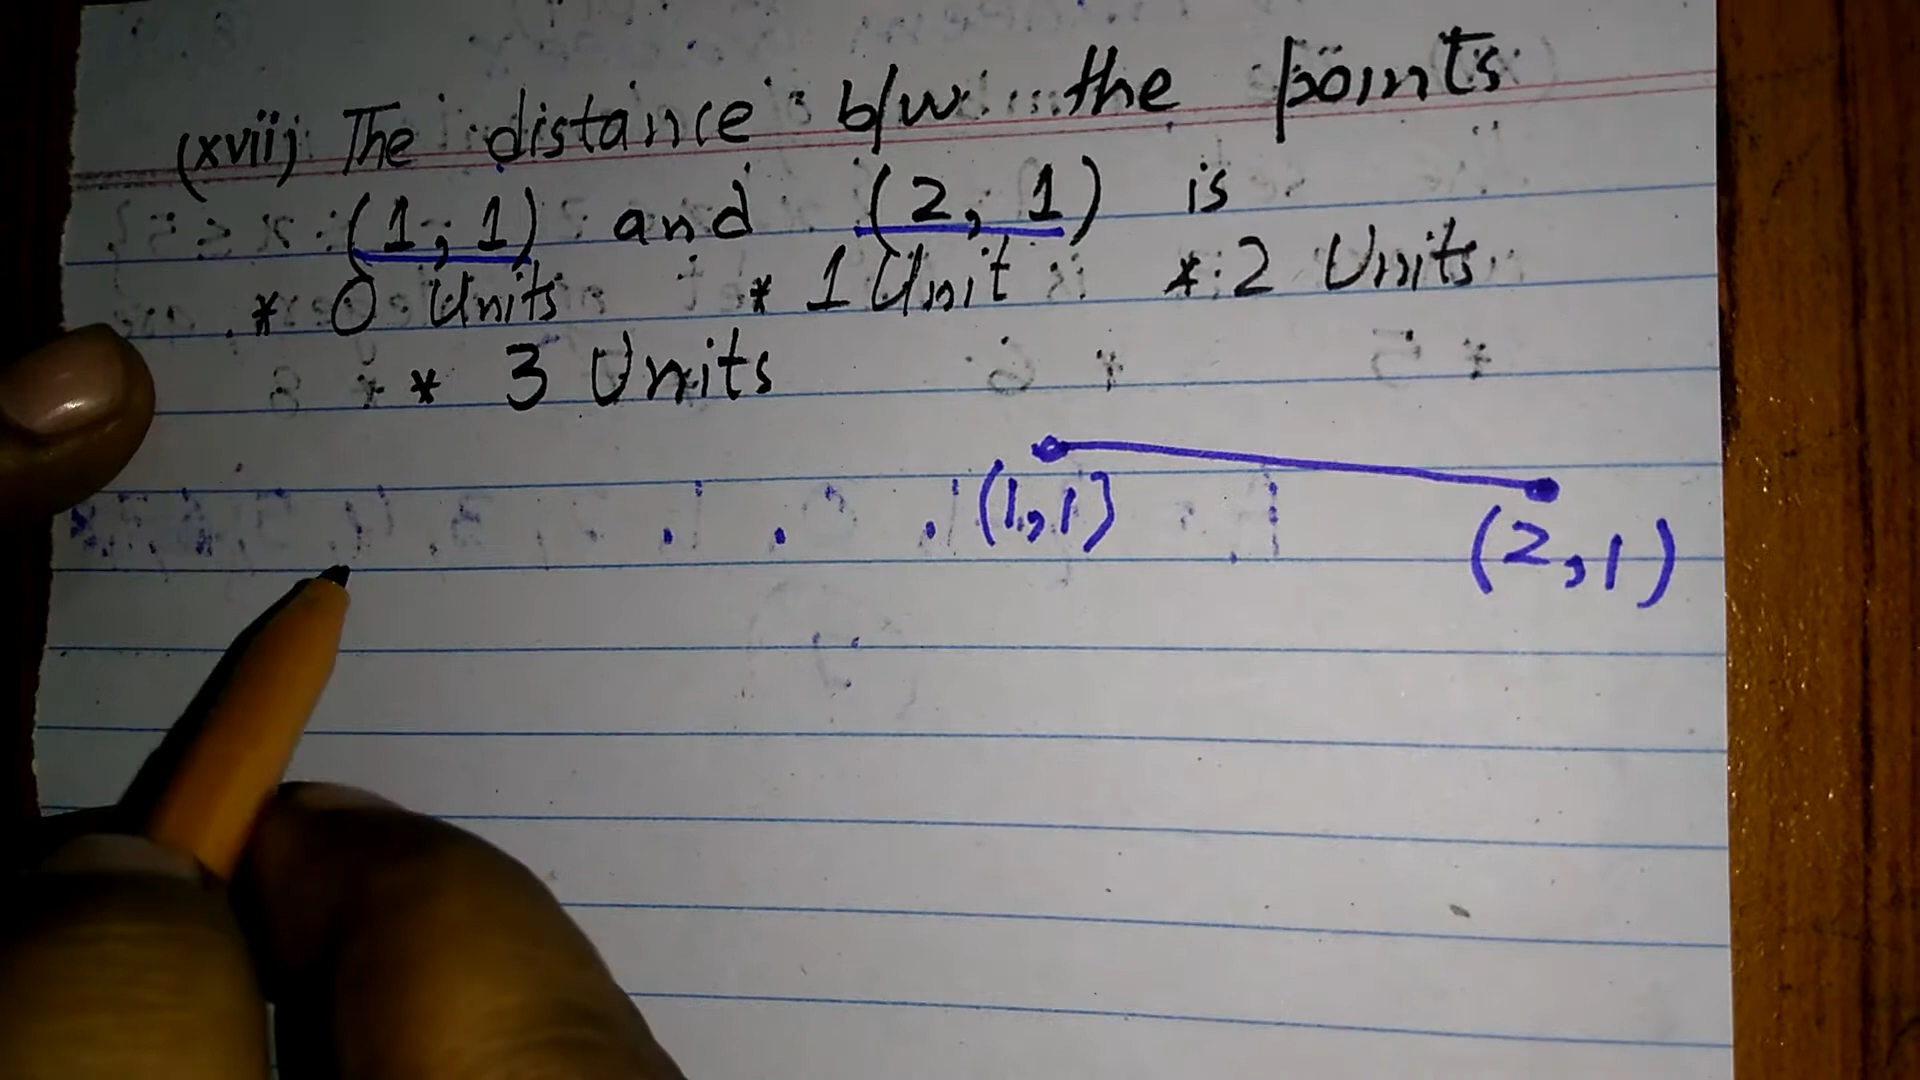 (xvii) The distance b/w the points
(1, 1) and (2, 1) is
* 0 Units * 1 Unit * 2 Units
* 3 Units
(1,1)
(2,1)